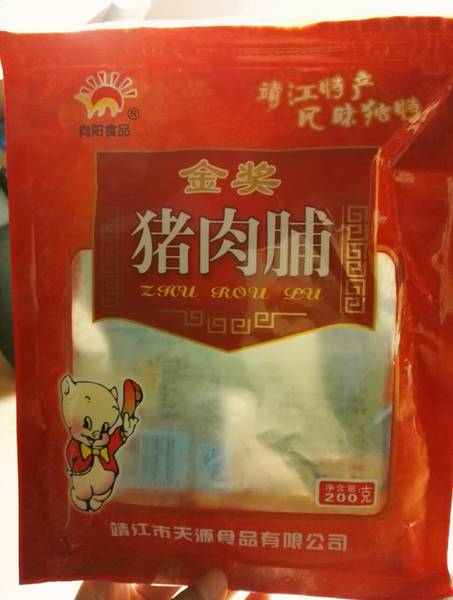 向阳食品
®
靖江特产
风味独特
金奖
猪肉脯
ZHU ROU PU
净含量:
200克
靖江市天源食品有限公司